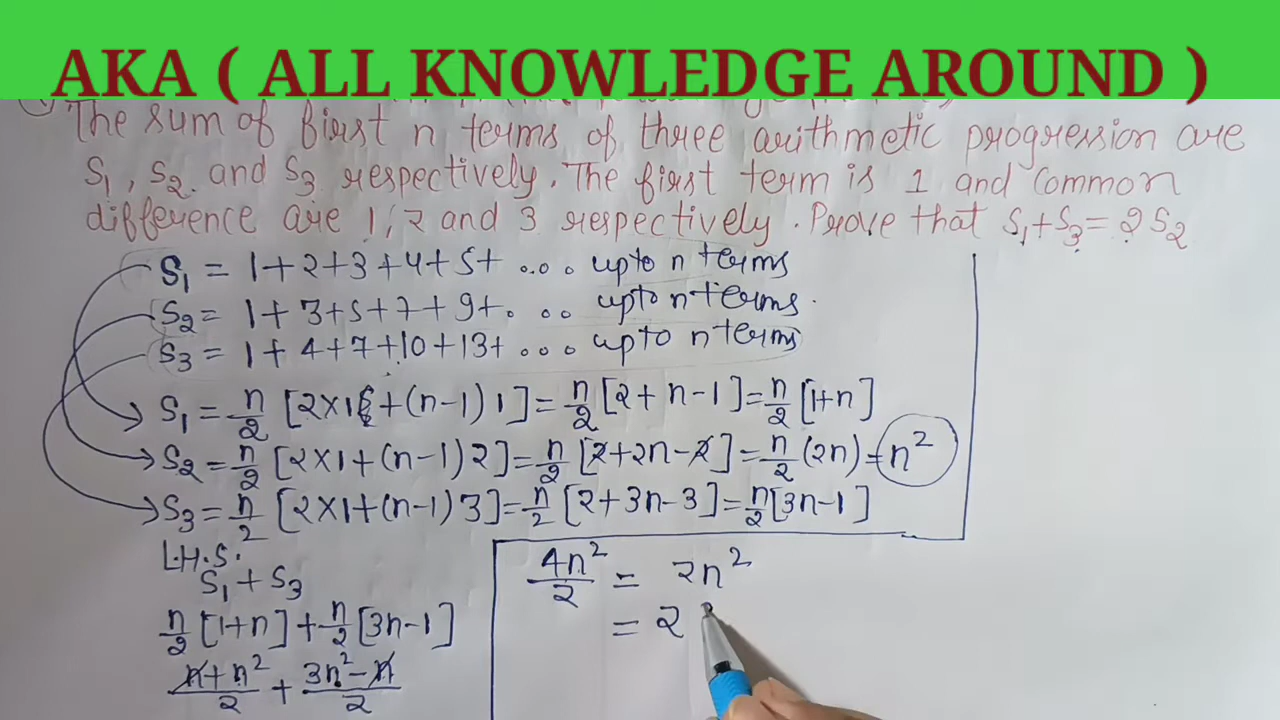 AKA ( ALL KNOWLEDGE AROUND )
The sum of first n terms of three arithmetic progression are
S₁, S₂ and S₃ respectively. The first term is 1 and common
difference are 1, 2 and 3 respectively. Prove that S₁+S₃ = 2S₂
S₁ = 1+2+3+4+5+ ... upto n terms
S₂ = 1+3+5+7+9+. ... upto n terms.
S₃ = 1+4+7+10+13+ ... upto n terms
S₁ = n/2 [2×1+(n-1)1] = n/2 [2+n-1] = n/2 [1+n]
S₂ = n/2 [2×1+(n-1)2] = n/2 [2+2n-2] = n/2 (2n) = n²
S₃ = n/2 [2×1+(n-1)3] = n/2 [2+3n-3] = n/2 [3n-1]
L.H.S.
S₁ + S₃
n/2 [1+n] + n/2 [3n-1]
n+n²/2 + 3n²-n/2
4n²/2 = 2n²
= 2